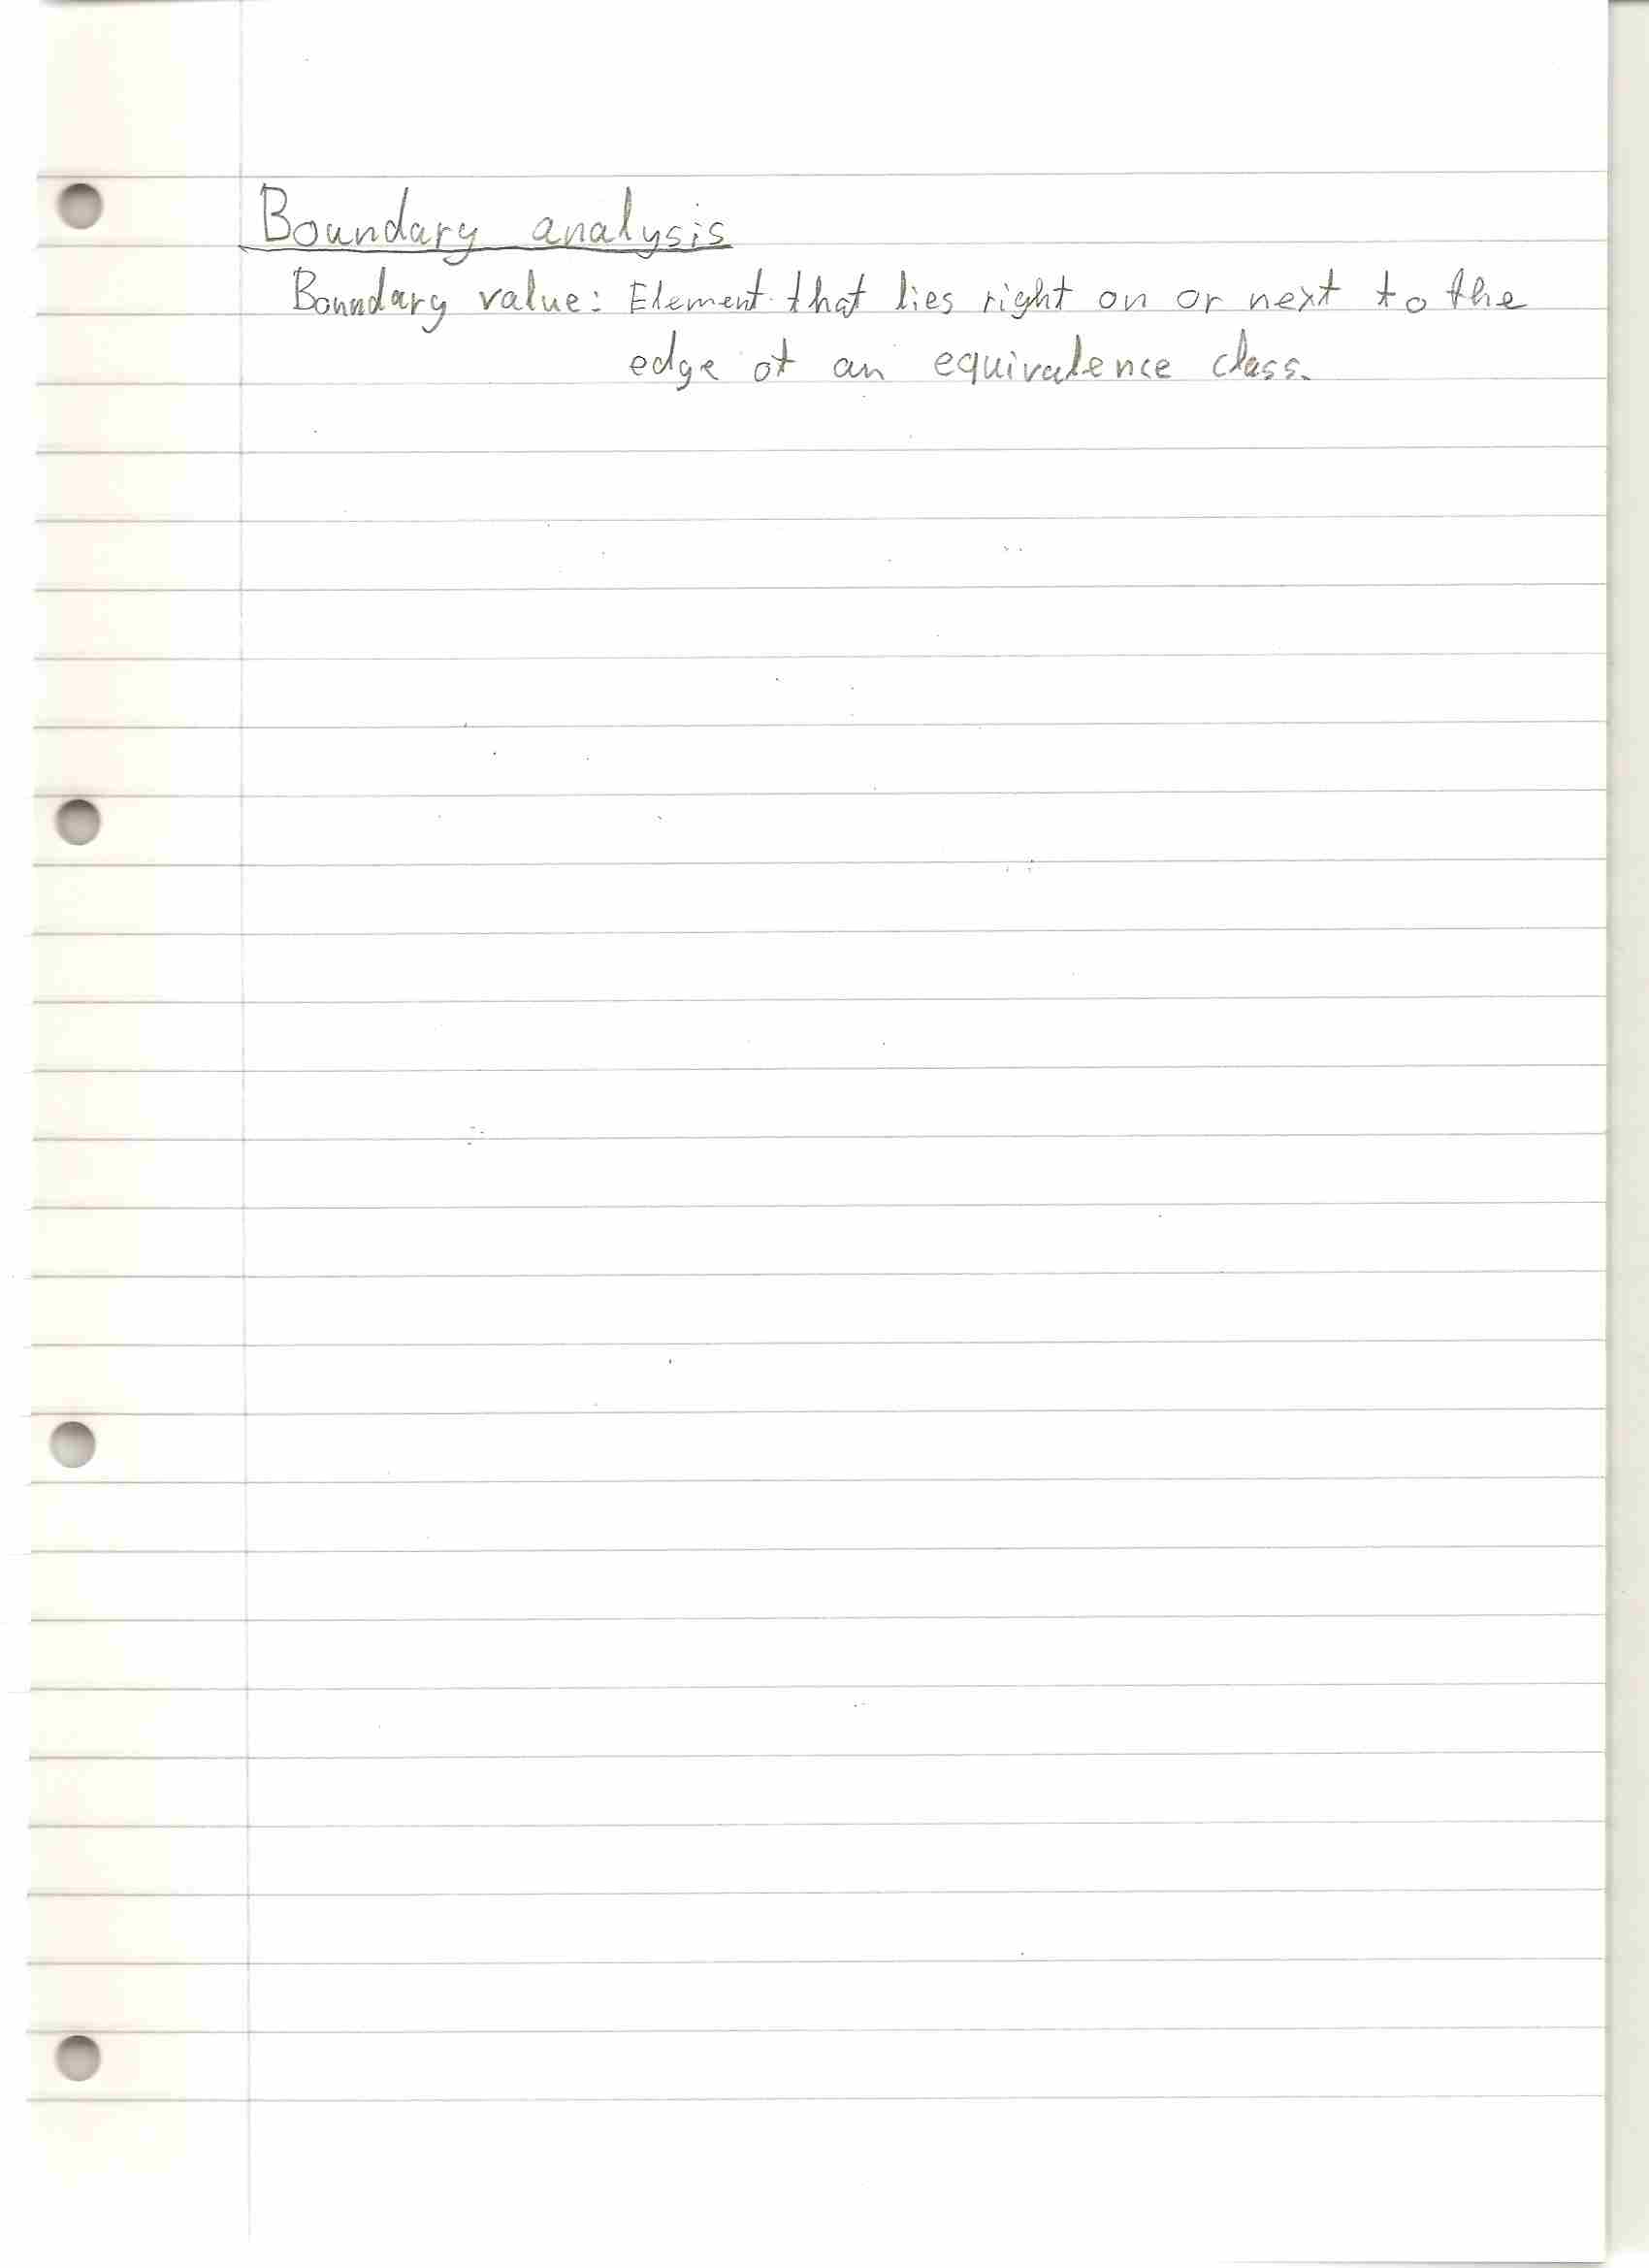 Boundary analysis
Boundary value: Element that lies right on or next to the
edge of an equivalence class.